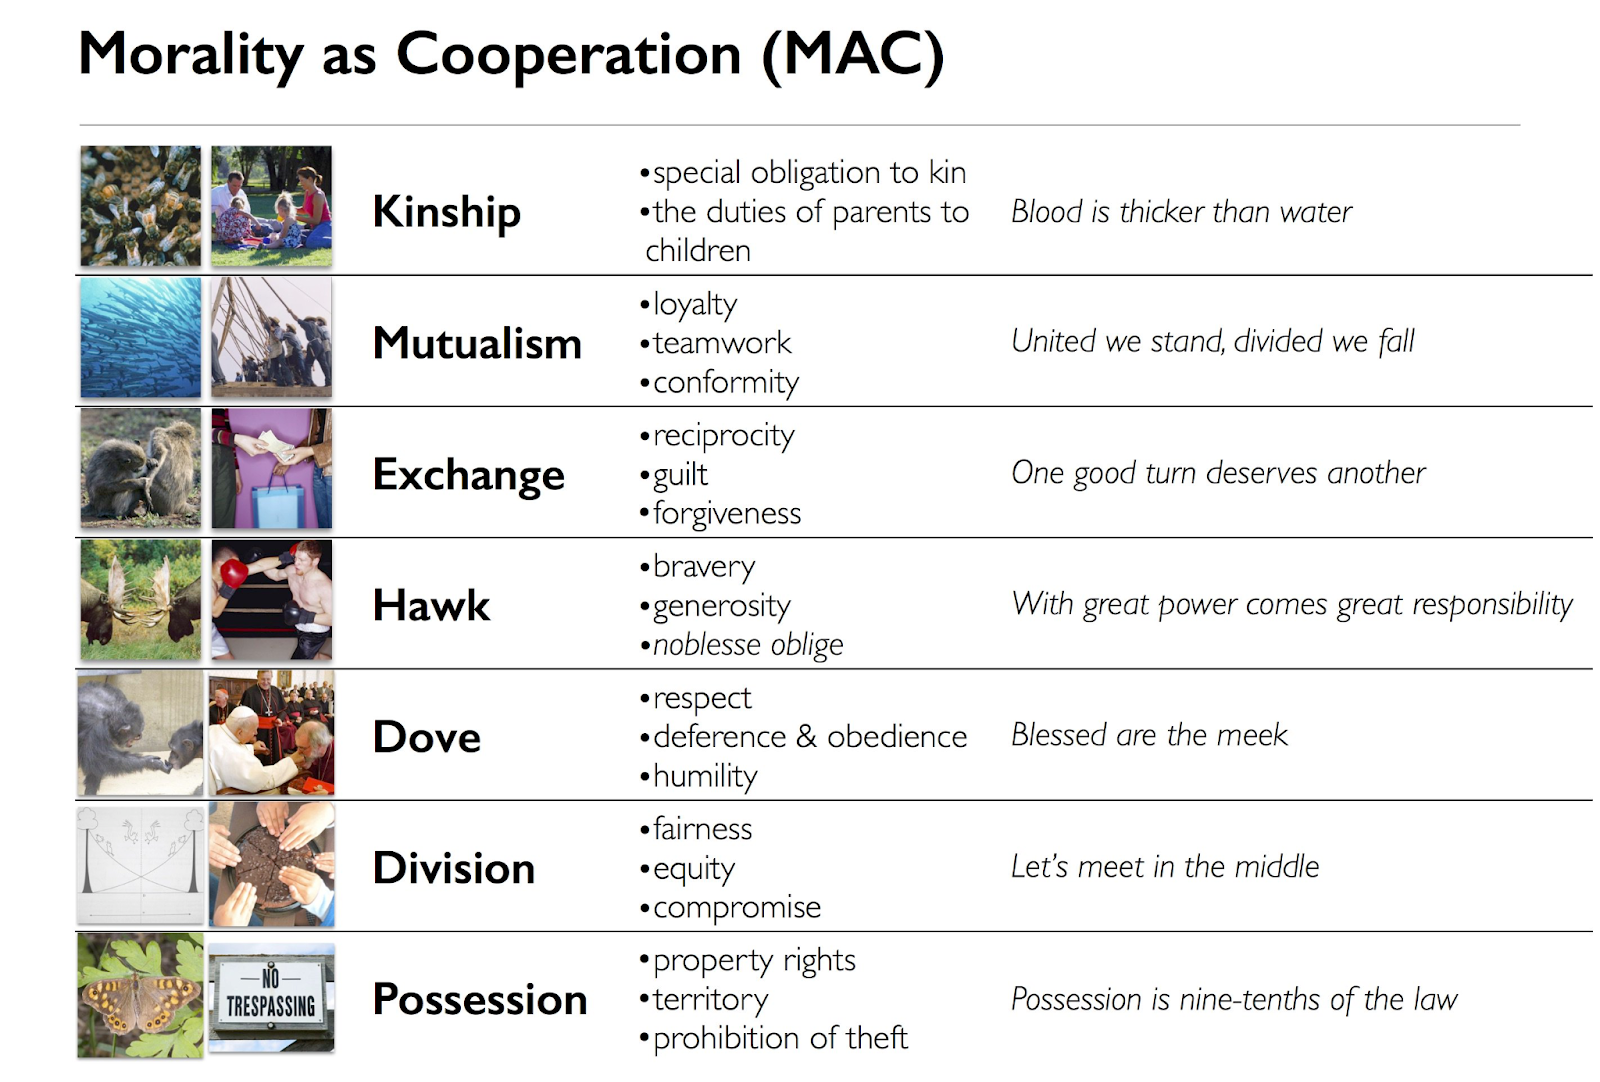 Morality as Cooperation (MAC)
Kinship
•special obligation to kin
•the duties of parents to
children
Blood is thicker than water
Mutualism
•loyalty
•teamwork
•conformity
United we stand, divided we fall
Exchange
•reciprocity
•guilt
•forgiveness
One good turn deserves another
Hawk
•bravery
•generosity
•noblesse oblige
With great power comes great responsibility
Dove
•respect
•deference & obedience
•humility
Blessed are the meek
Division
•fairness
•equity
•compromise
Let's meet in the middle
NO
TRESPASSING
Possession
•property rights
•territory
•prohibition of theft
Possession is nine-tenths of the law